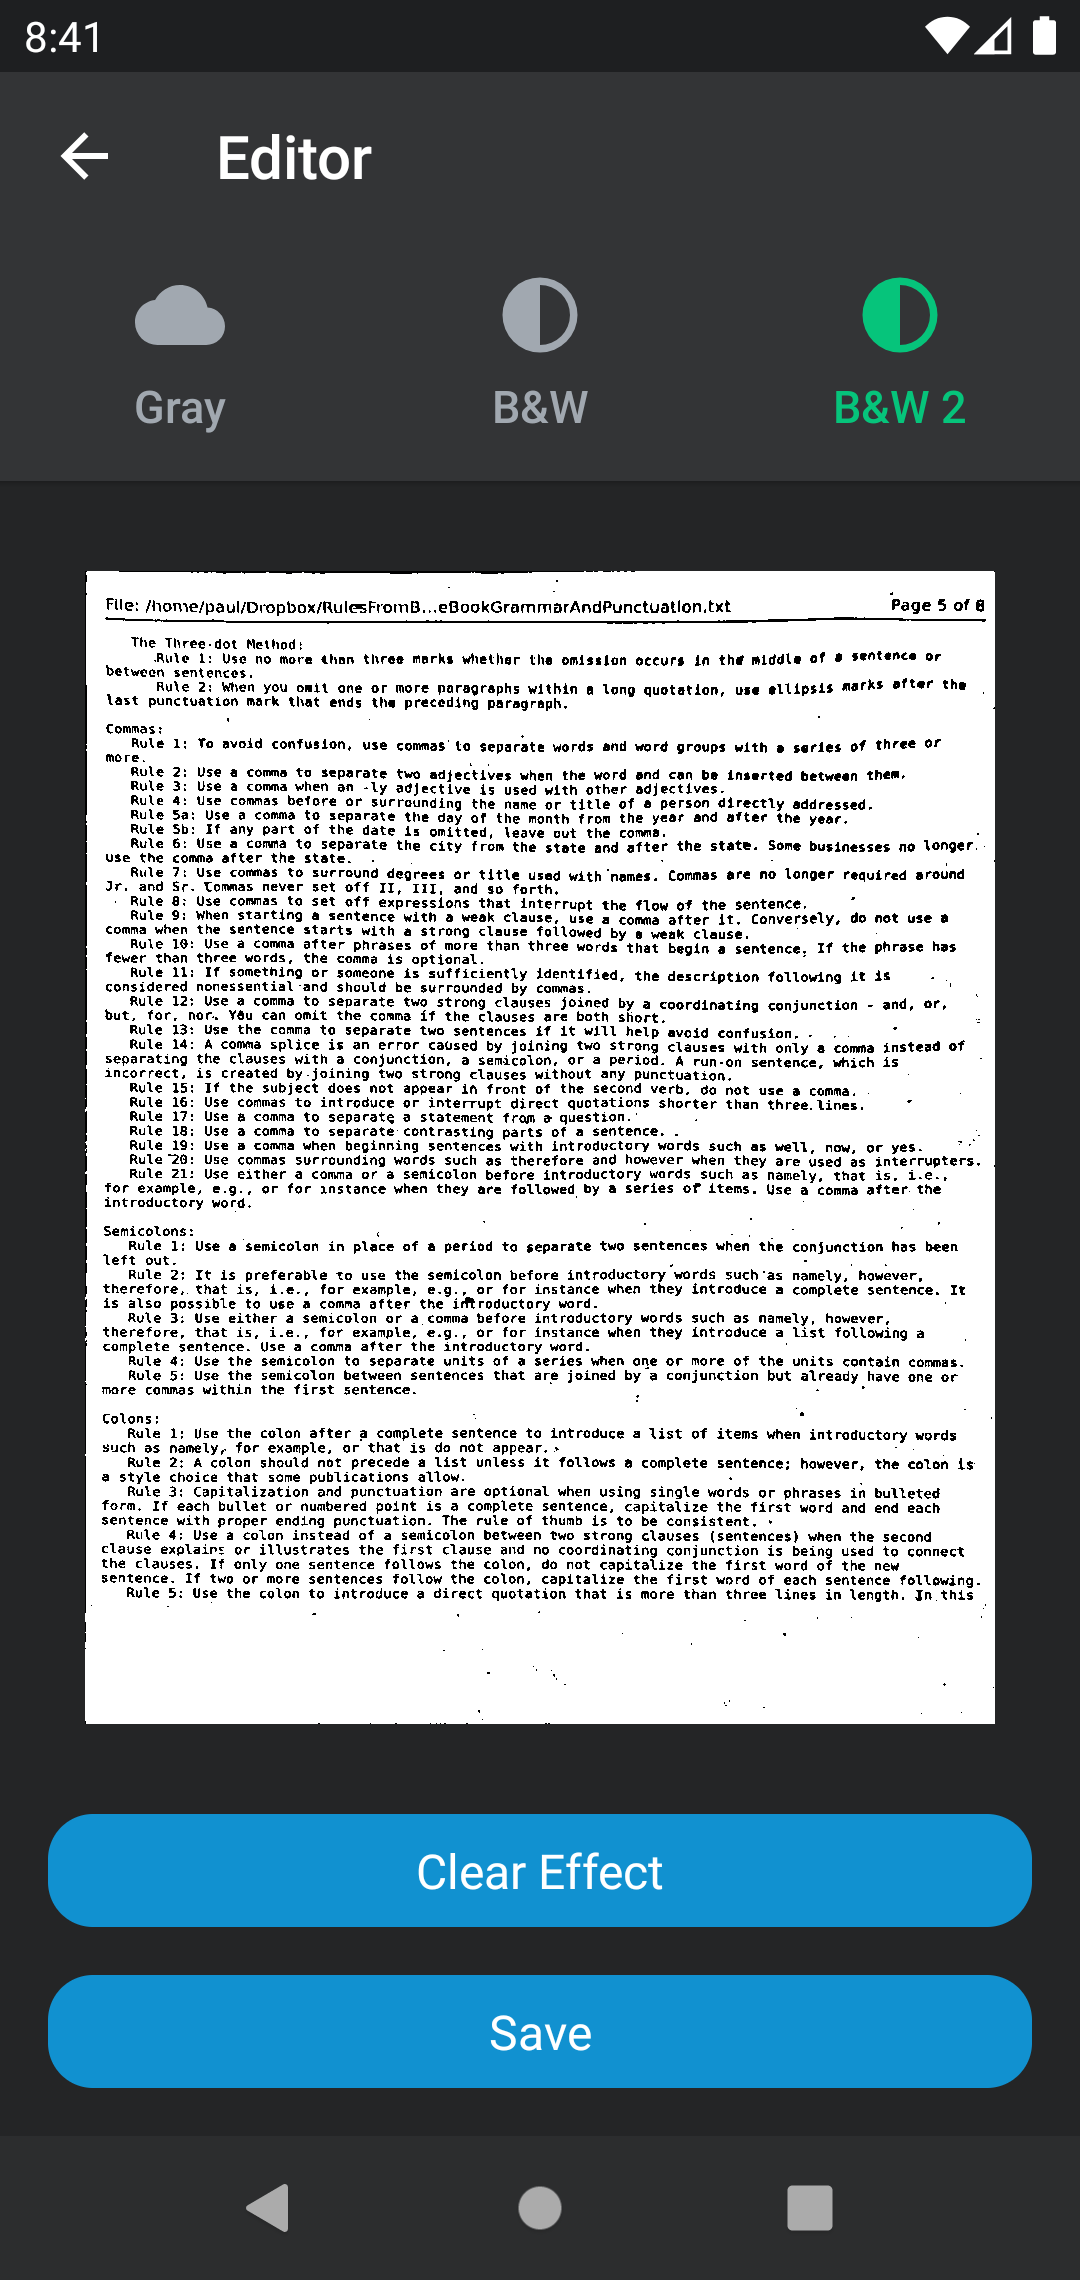 8:41
Editor
Gray
B&W
B&W 2
File: /home/paul/Dropbox/RulesFromB...eBookGrammarAndPunctuation.txt Page 5 of
The Three-dot Method:
Rule 1: Use no more than three marks whether the omission occurs in the middle of a sentence or
between sentences.
Rule 2: When you omit one or more paragraphs within a long quotation, use ellipsis marks after the
last punctuation mark that ends the preceding paragraph.
Commas:
Rule 1: To avoid confusion, use commas to separate words and word groups with a series of three or
more.
Rule 2: Use a comma to separate two adjectives when the word and can be inserted between them.
Rule 3: Use a comma when an -ly adjective is used with other adjectives.
Rule 4: Use commas before or surrounding the name or title of a person directly addressed.
Rule 5a: Use a comma to separate the day of the month from the year and after the year.
Rule 5b: If any part of the date is omitted, leave out the comma.
Rule 6: Use a comma to separate the city from the state and after the state. Some businesses no longer
use the comma after the state.
Rule 7: Use commas to surround degrees or title used with names. Commas are no longer required around
Jr. and Sr. Commas never set off II, III, and so forth.
Rule 8: Use commas to set off expressions that interrupt the flow of the sentence.
Rule 9: When starting a sentence with a weak clause, use a comma after it. Conversely, do not use a
comma when the sentence starts with a strong clause followed by a weak clause.
Rule 10: Use a comma after phrases of more than three words that begin a sentence. If the phrase has
fewer than three words, the comma is optional.
Rule 11: If something or someone is sufficiently identified, the description following it is
considered nonessential and should be surrounded by commas.
Rule 12: Use a comma to separate two strong clauses joined by a coordinating conjunction - and, or,
but, for, nor. You can omit the comma if the clauses are both short.
Rule 13: Use the comma to separate two sentences if it will help avoid confusion.
Rule 14: A comma splice is an error caused by joining two strong clauses with only a comma instead of
separating the clauses with a conjunction, a semicolon, or a period. A run-on sentence, which is
incorrect, is created by joining two strong clauses without any punctuation.
Rule 15: If the subject does not appear in front of the second verb, do not use a comma.
Rule 16: Use commas to introduce or interrupt direct quotations shorter than three lines.
Rule 17: Use a comma to separate a statement from a question.
Rule 18: Use a comma to separate contrasting parts of a sentence.
Rule 19: Use a comma when beginning sentences with introductory words such as well, now, or yes.
Rule 20: Use commas surrounding words such as therefore and however when they are used as interrupters.
Rule 21: Use either a comma or a semicolon before introductory words such as namely, that is, i.e.,
for example, e.g., or for instance when they are followed by a series of items. Use a comma after the
introductory word.
Semicolons:
Rule 1: Use a semicolon in place of a period to separate two sentences when the conjunction has been
left out.
Rule 2: It is preferable to use the semicolon before introductory words such as namely, however,
therefore, that is, i.e., for example, e.g., or for instance when they introduce a complete sentence. It
is also possible to use a comma after the introductory word.
Rule 3: Use either a semicolon or a comma before introductory words such as namely, however,
therefore, that is, i.e., for example, e.g., or for instance when they introduce a list following a
complete sentence. Use a comma after the introductory word.
Rule 4: Use the semicolon to separate units of a series when one or more of the units contain commas.
Rule 5: Use the semicolon between sentences that are joined by a conjunction but already have one or
more commas within the first sentence.
Colons:
Rule 1: Use the colon after a complete sentence to introduce a list of items when introductory words
such as namely, for example, or that is do not appear.
Rule 2: A colon should not precede a list unless it follows a complete sentence; however, the colon is
a style choice that some publications allow.
Rule 3: Capitalization and punctuation are optional when using single words or phrases in bulleted
form. If each bullet or numbered point is a complete sentence, capitalize the first word and end each
sentence with proper ending punctuation. The rule of thumb is to be consistent.
Rule 4: Use a colon instead of a semicolon between two strong clauses (sentences) when the second
clause explains or illustrates the first clause and no coordinating conjunction is being used to connect
the clauses. If only one sentence follows the colon, do not capitalize the first word of the new
sentence. If two or more sentences follow the colon, capitalize the first word of each sentence following.
Rule 5: Use the colon to introduce a direct quotation that is more than three lines in length. In this
Clear Effect
Save